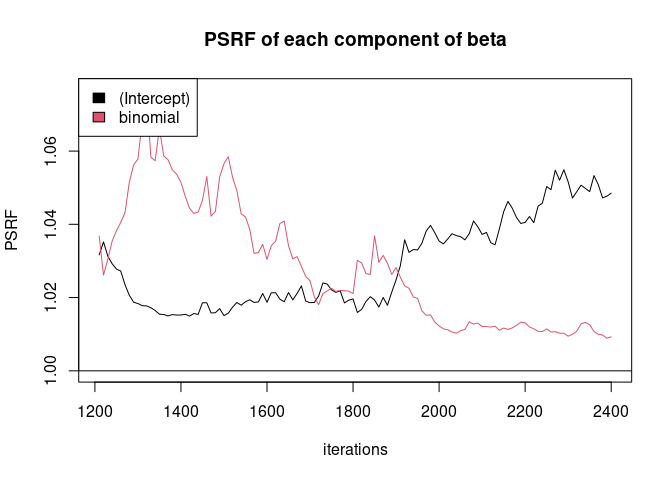 PSRF of each component of beta
(Intercept)
binomial
PSRF
1.00
1.02
1.04
1.06
1200
1400
1600
1800
2000
2200
2400
iterations